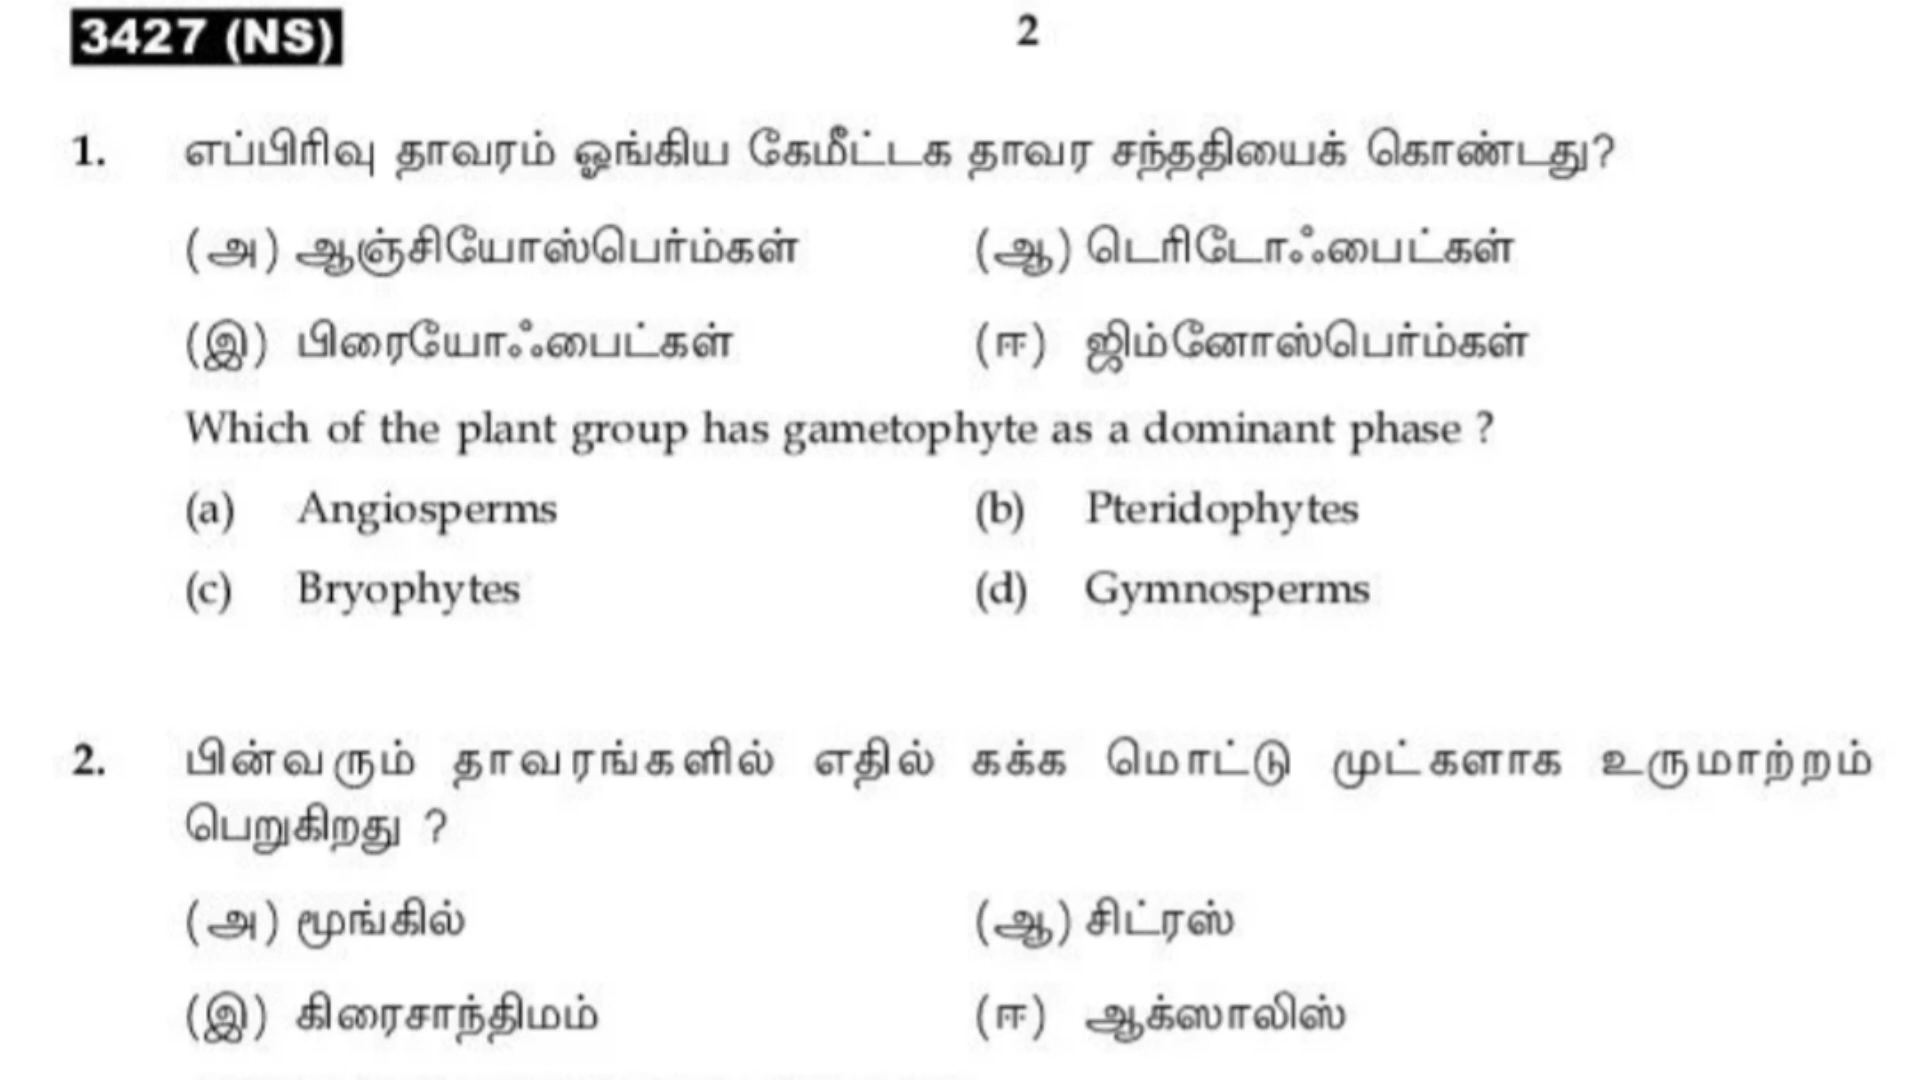 3427 (NS) 2
1. எப்பிரிவு தாவரம் ஓங்கிய கேமீட்டக தாவர சந்ததியைக் கொண்டது?
(அ) ஆஞ்சியோஸ்பெர்ம்கள் (ஆ) டெரிடோஃபைட்கள்
(இ) பிரையோஃபைட்கள் (ஈ) ஜிம்னோஸ்பெர்ம்கள்
Which of the plant group has gametophyte as a dominant phase ?
(a) Angiosperms (b) Pteridophytes
(c) Bryophytes (d) Gymnosperms
2. பின்வரும் தாவரங்களில் எதில் கக்க மொட்டு முட்களாக உருமாற்றம்
பெறுகிறது ?
(அ) மூங்கில் (ஆ) சிட்ரஸ்
(இ) கிரைசாந்திமம் (ஈ) ஆக்ஸாலிஸ்